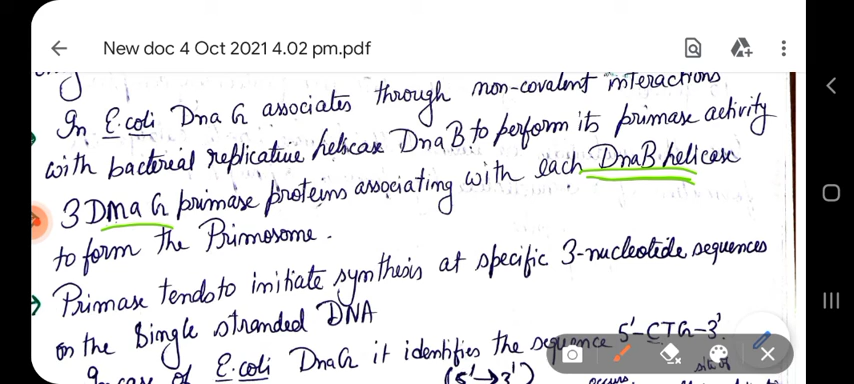 New doc 4 Oct 2021 4.02 pm.pdf
In E.coli Dna G associates through non-covalent interactions
with bacterial replicative helicase DnaB to perform its primase activity
3 Dna G primase proteins associating with each DnaB helicase
to form the Primosome.
Primase tends to initiate synthesis at specific 3-nucleotide sequences
on the Single stranded DNA
In case of E.coli DnaG it identifies the sequence 5'-CTG-3'.
(5'→3') occurs